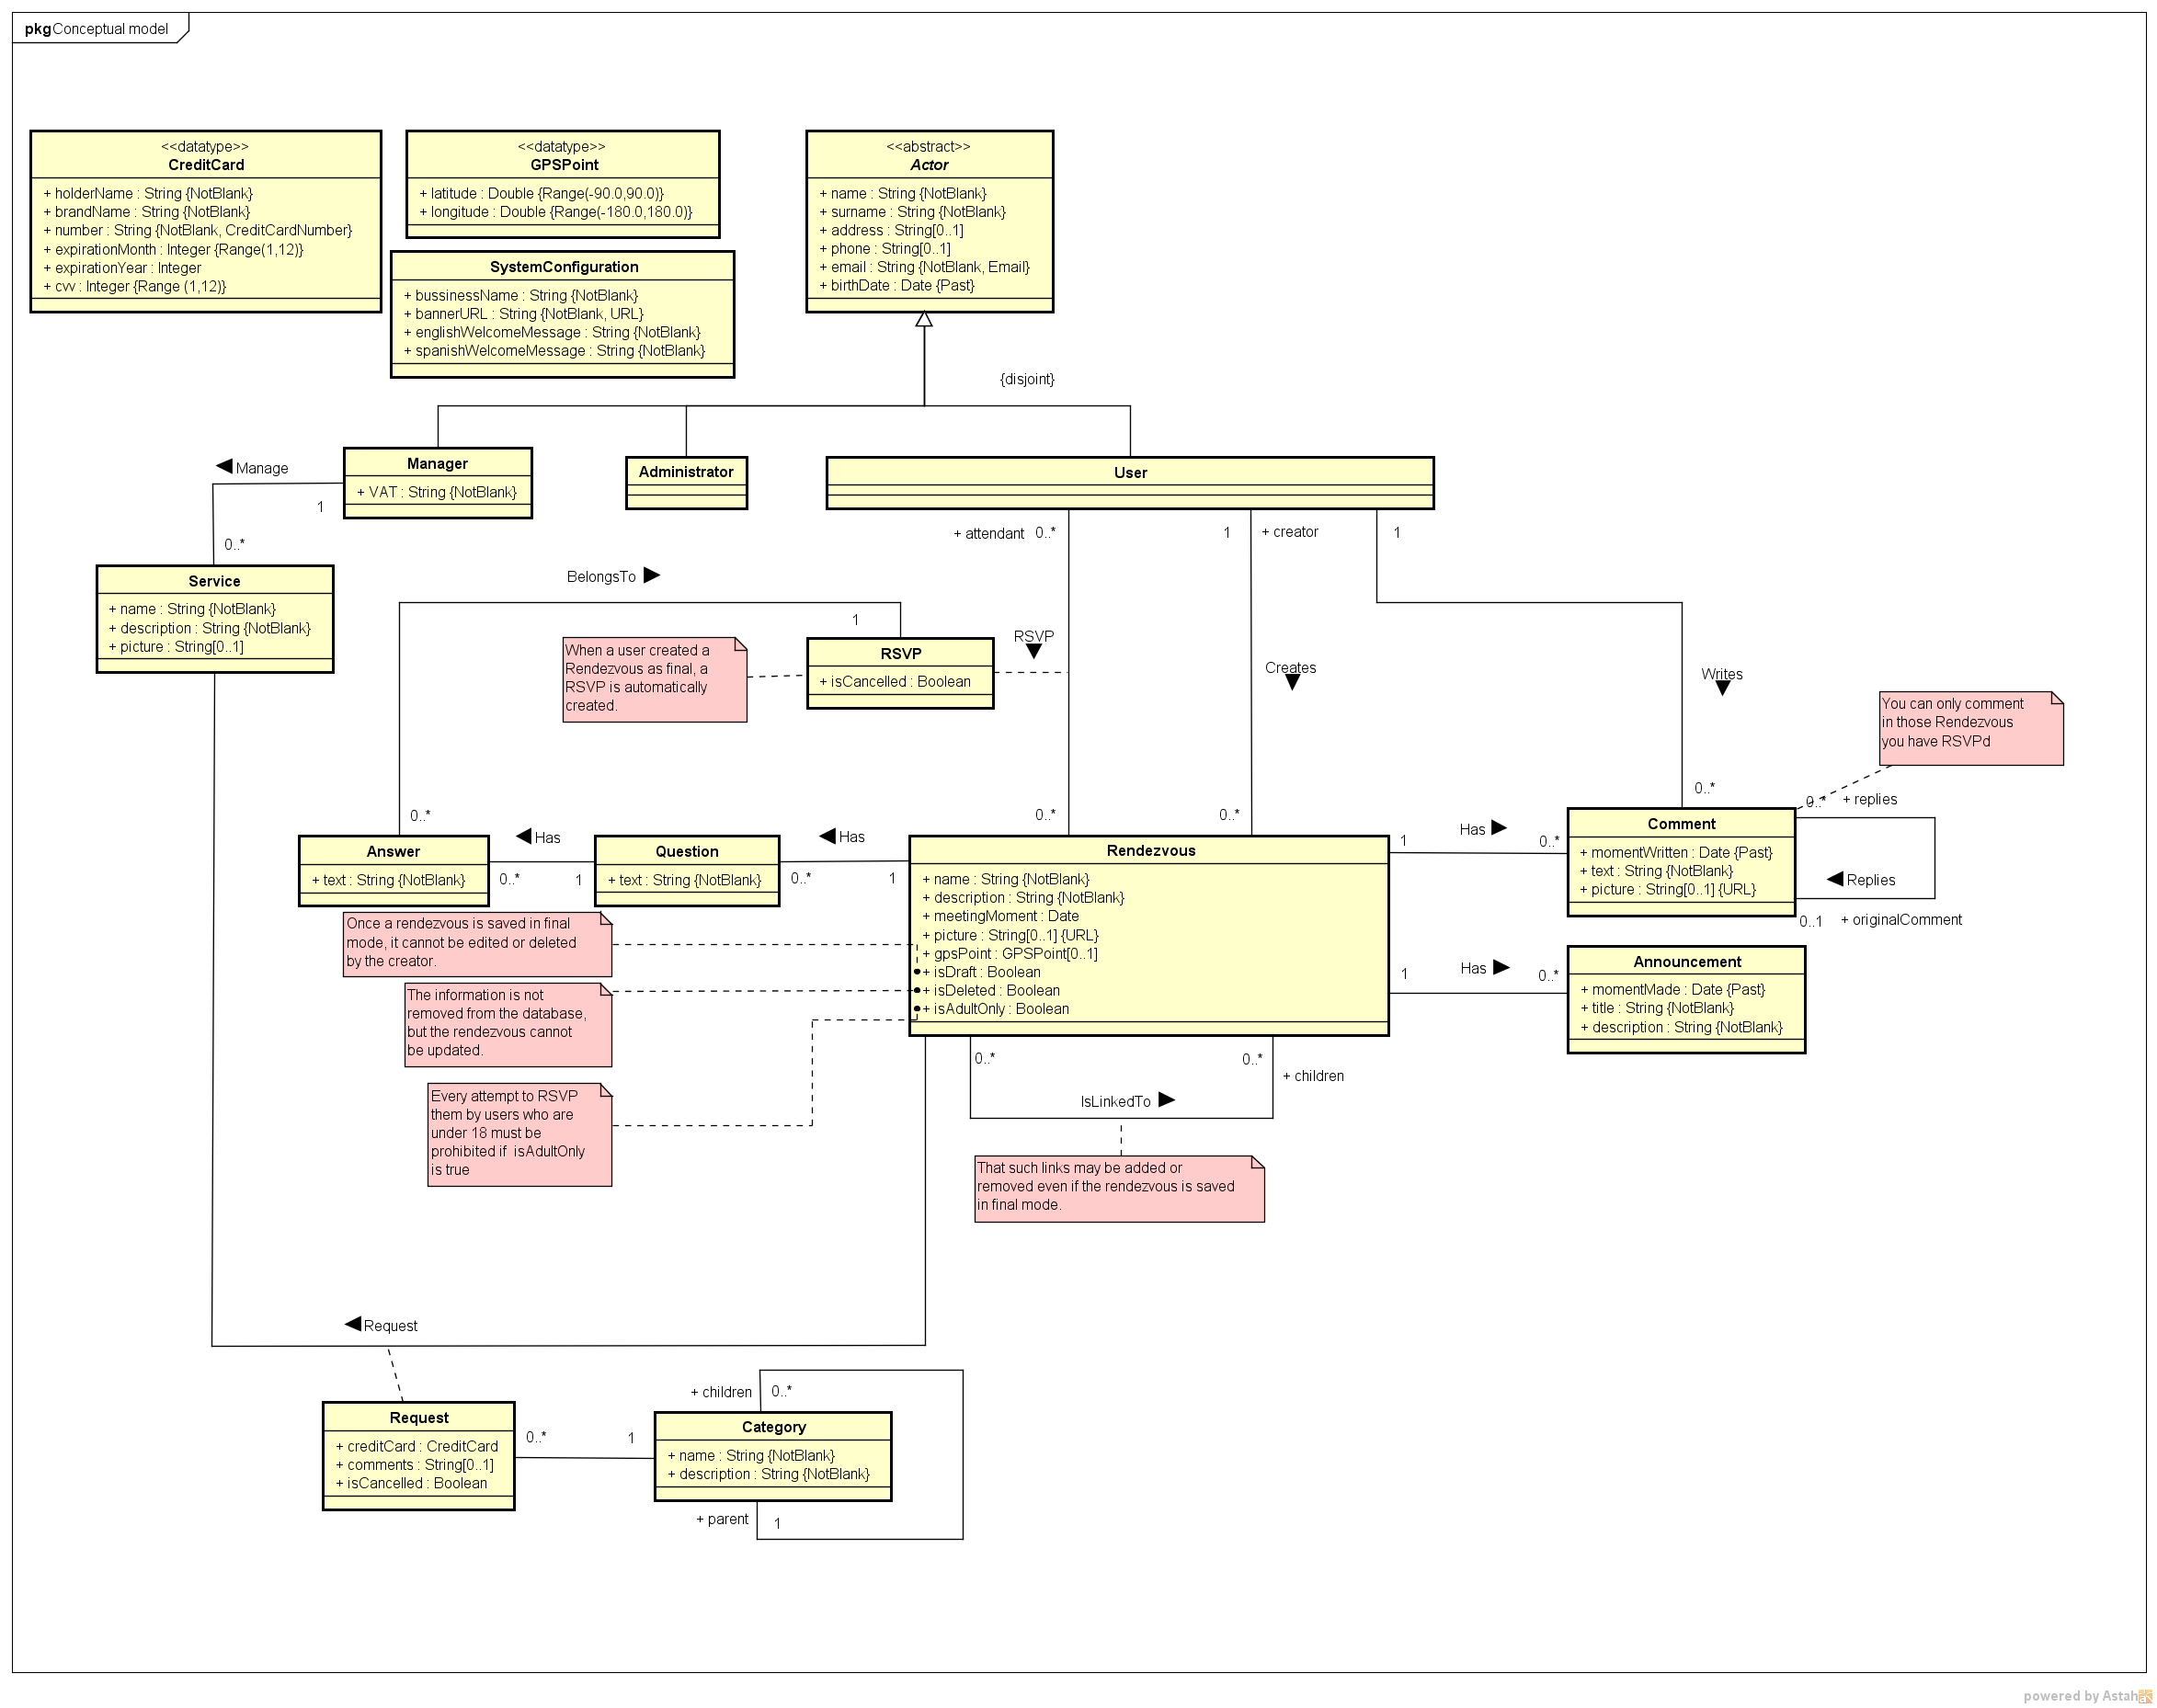 pkg Conceptual model
<<datatype>>
CreditCard
+ holderName : String {NotBlank}
+ brandName : String {NotBlank}
+ number : String {NotBlank, CreditCardNumber}
+ expirationMonth : Integer {Range(1,12)}
+ expirationYear : Integer
+ cvv : Integer {Range (1,12)}
<<datatype>>
GPSPoint
+ latitude : Double {Range(-90.0,90.0)}
+ longitude : Double {Range(-180.0,180.0)}
SystemConfiguration
+ bussinessName : String {NotBlank}
+ bannerURL : String {NotBlank, URL}
+ englishWelcomeMessage : String {NotBlank}
+ spanishWelcomeMessage : String {NotBlank}
<<abstract>>
Actor
+ name : String {NotBlank}
+ surname : String {NotBlank}
+ address : String[0..1]
+ phone : String[0..1]
+ email : String {NotBlank, Email}
+ birthDate : Date {Past}
{disjoint}
Manager
+ VAT : String {NotBlank}
Administrator
User
Manage
1
0..*
Service
+ name : String {NotBlank}
+ description : String {NotBlank}
+ picture : String[0..1]
+ attendant 0..*
1 + creator
1
BelongsTo
1
When a user created a
Rendezvous as final, a
RSVP is automatically
created.
RSVP
+ isCancelled : Boolean
RSVP
Creates
Writes
You can only comment
in those Rendezvous
you have RSVPd
0..*
0..*
0..*
0..*
0..* + replies
Answer
+ text : String {NotBlank}
Has
0..* 1
Question
+ text : String {NotBlank}
Has
0..* 1
Rendezvous
+ name : String {NotBlank}
+ description : String {NotBlank}
+ meetingMoment : Date
+ picture : String[0..1] {URL}
+ gpsPoint : GPSPoint[0..1]
+ isDraft : Boolean
+ isDeleted : Boolean
+ isAdultOnly : Boolean
1 Has 0..*
Comment
+ momentWritten : Date {Past}
+ text : String {NotBlank}
+ picture : String[0..1] {URL}
Replies
0..1 + originalComment
1 Has 0..*
Announcement
+ momentMade : Date {Past}
+ title : String {NotBlank}
+ description : String {NotBlank}
Once a rendezvous is saved in final
mode, it cannot be edited or deleted
by the creator.
The information is not
removed from the database,
but the rendezvous cannot
be updated.
Every attempt to RSVP
them by users who are
under 18 must be
prohibited if isAdultOnly
is true
0..* 0..*
+ children
IsLinkedTo
That such links may be added or
removed even if the rendezvous is saved
in final mode.
Request
Request
+ creditCard : CreditCard
+ comments : String[0..1]
+ isCancelled : Boolean
0..* 1
+ children 0..*
Category
+ name : String {NotBlank}
+ description : String {NotBlank}
+ parent 1
powered by Astah